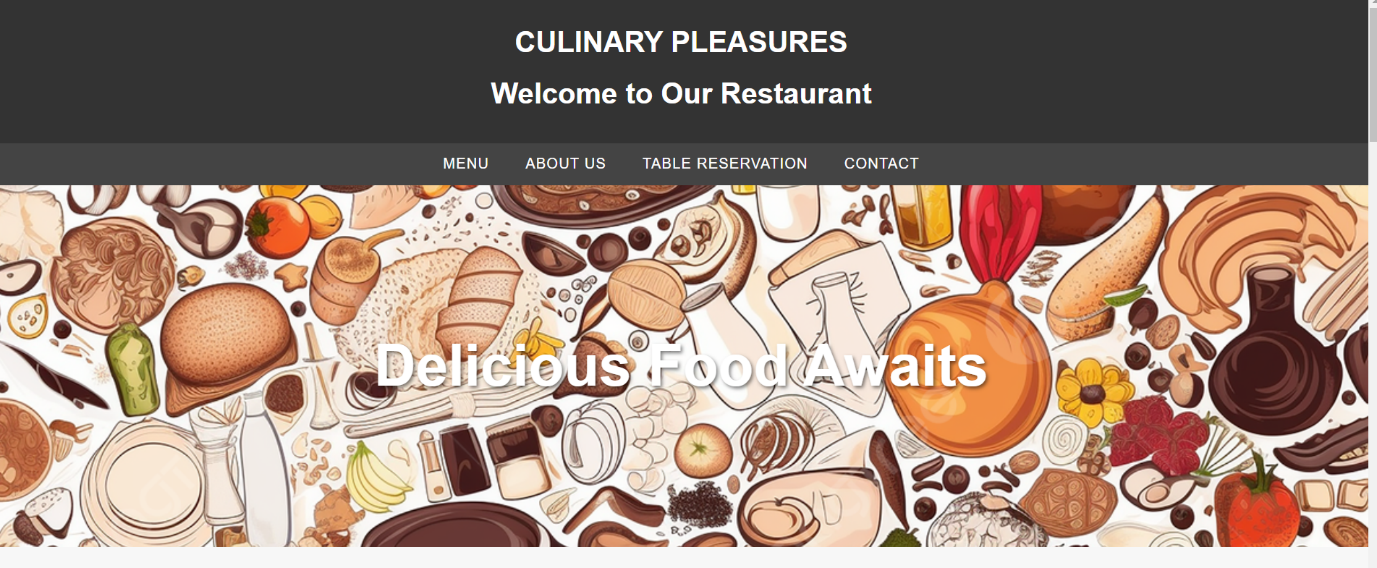 CULINARY PLEASURES
Welcome to Our Restaurant
MENU ABOUT US TABLE RESERVATION CONTACT
Delicious Food Awaits